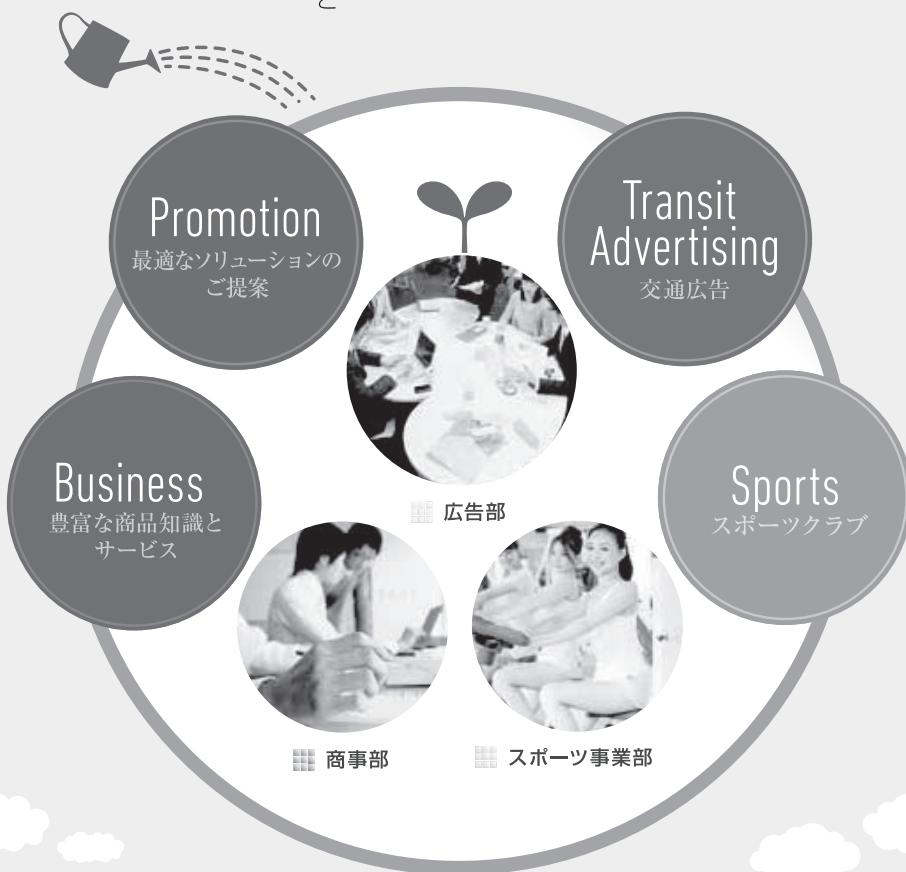 と
Promotion
最適なソリューションの
ご提案
Transit
Advertising
交通広告
Business
豊富な商品知識と
サービス
Sports
スポーツクラブ
広告部
商事部
スポーツ事業部